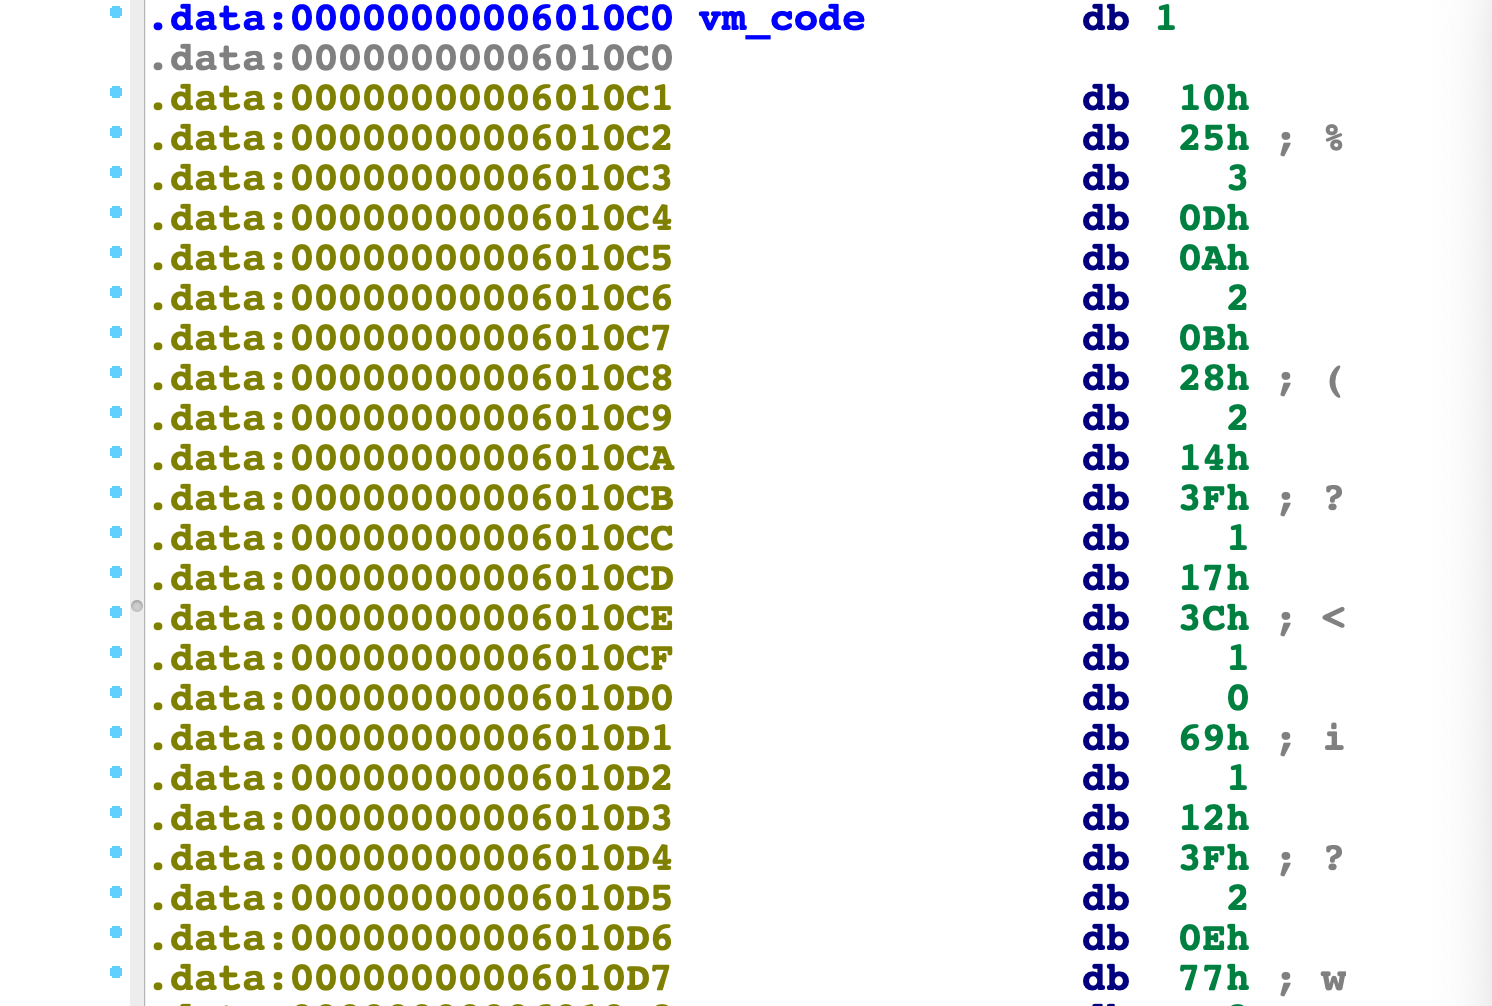 .data:00000000006010C0 vm_code db 1
.data:00000000006010C0
.data:00000000006010C1 db 10h
.data:00000000006010C2 db 25h ; %
.data:00000000006010C3 db 3
.data:00000000006010C4 db 0Dh
.data:00000000006010C5 db 0Ah
.data:00000000006010C6 db 2
.data:00000000006010C7 db 0Bh
.data:00000000006010C8 db 28h ; (
.data:00000000006010C9 db 2
.data:00000000006010CA db 14h
.data:00000000006010CB db 3Fh ; ?
.data:00000000006010CC db 1
.data:00000000006010CD db 17h
.data:00000000006010CE db 3Ch ; <
.data:00000000006010CF db 1
.data:00000000006010D0 db 0
.data:00000000006010D1 db 69h ; i
.data:00000000006010D2 db 1
.data:00000000006010D3 db 12h
.data:00000000006010D4 db 3Fh ; ?
.data:00000000006010D5 db 2
.data:00000000006010D6 db 0Eh
.data:00000000006010D7 db 77h ; w